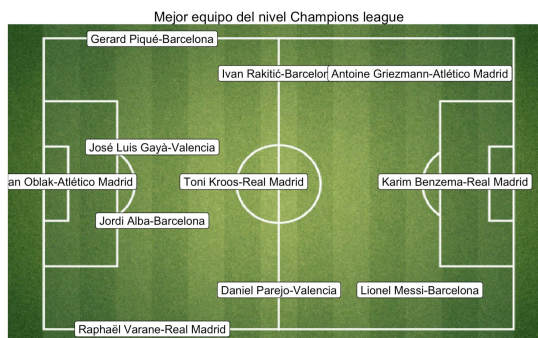 Mejor equipo del nivel Champions league
Gerard Piqué-Barcelona
Ivan Rakitić-Barcelon
Antoine Griezmann-Atlético Madrid
José Luis Gayà-Valencia
an Oblak-Atlético Madrid
Toni Kroos-Real Madrid
Karim Benzema-Real Madrid
Jordi Alba-Barcelona
Daniel Parejo-Valencia
Lionel Messi-Barcelona
Raphaël Varane-Real Madrid